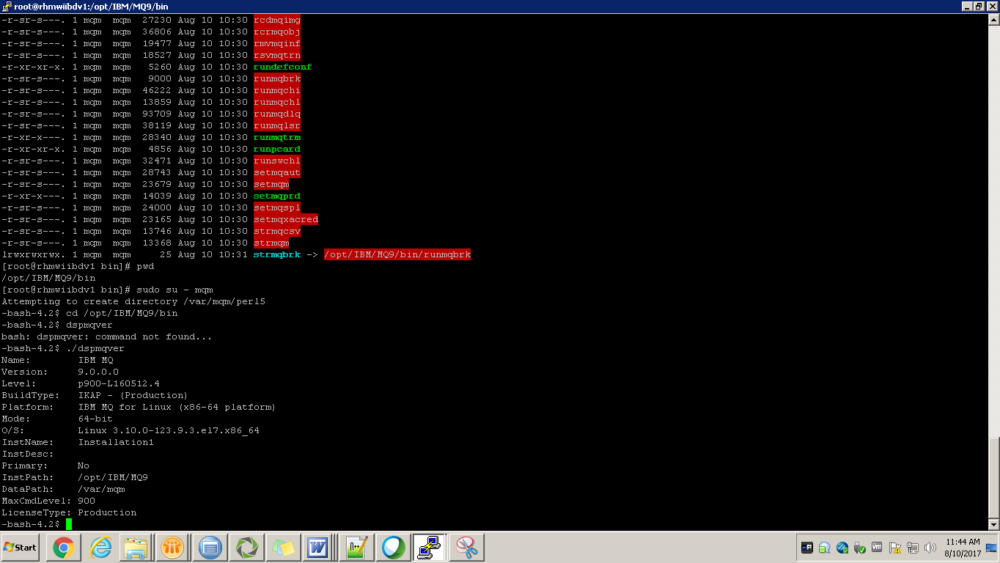 root@rhmwiibdv1:/opt/IBM/MQ9/bin
-r-sr-s---. 1 mqm  mqm  27230 Aug 10 10:30 rcdmqimg
-r-sr-s---. 1 mqm  mqm  36806 Aug 10 10:30 rcrmqobj
-r-sr-s---. 1 mqm  mqm  19477 Aug 10 10:30 rmvmqinf
-r-sr-s---. 1 mqm  mqm  18527 Aug 10 10:30 rsvmqtrn
-r-xr-xr-x. 1 mqm  mqm   5260 Aug 10 10:30 rundefconf
-r-sr-s---. 1 mqm  mqm   9000 Aug 10 10:30 runmqbrk
-r-sr-s---. 1 mqm  mqm  46222 Aug 10 10:30 runmqchi
-r-sr-s---. 1 mqm  mqm  13859 Aug 10 10:30 runmqchl
-r-sr-s---. 1 mqm  mqm  93709 Aug 10 10:30 runmqdlq
-r-sr-s---. 1 mqm  mqm  38119 Aug 10 10:30 runmqlsr
-r-xr-x---. 1 mqm  mqm  28340 Aug 10 10:30 runmqtrm
-r-xr-xr-x. 1 mqm  mqm   4856 Aug 10 10:30 runpcard
-r-sr-s---. 1 mqm  mqm  32471 Aug 10 10:30 runswchl
-r-sr-s---. 1 mqm  mqm  28743 Aug 10 10:30 setmqaut
-r-sr-s---. 1 mqm  mqm  23679 Aug 10 10:30 setmqm
-r-xr-x---. 1 mqm  mqm  14039 Aug 10 10:30 setmqprd
-r-sr-s---. 1 mqm  mqm  24000 Aug 10 10:30 setmqspl
-r-sr-s---. 1 mqm  mqm  23165 Aug 10 10:30 setmqxacred
-r-sr-s---. 1 mqm  mqm  13746 Aug 10 10:30 strmqcsv
-r-sr-s---. 1 mqm  mqm  13368 Aug 10 10:30 strmqm
lrwxrwxrwx. 1 mqm  mqm     25 Aug 10 10:31 strmqbrk -> /opt/IBM/MQ9/bin/runmqbrk
[root@rhmwiibdv1 bin]# pwd
/opt/IBM/MQ9/bin
[root@rhmwiibdv1 bin]# sudo su - mqm
Attempting to create directory /var/mqm/perl5
-bash-4.2$ cd /opt/IBM/MQ9/bin
-bash-4.2$ dspmqver
bash: dspmqver: command not found...
-bash-4.2$ ./dspmqver
Name:        IBM MQ
Version:     9.0.0.0
Level:       p900-L160512.4
BuildType:   IKAP - (Production)
Platform:    IBM MQ for Linux (x86-64 platform)
Mode:        64-bit
O/S:         Linux 3.10.0-123.9.3.el7.x86_64
InstName:    Installation1
InstDesc:
Primary:     No
InstPath:    /opt/IBM/MQ9
DataPath:    /var/mqm
MaxCmdLevel: 900
LicenseType: Production
-bash-4.2$
Start
11:44 AM
8/10/2017